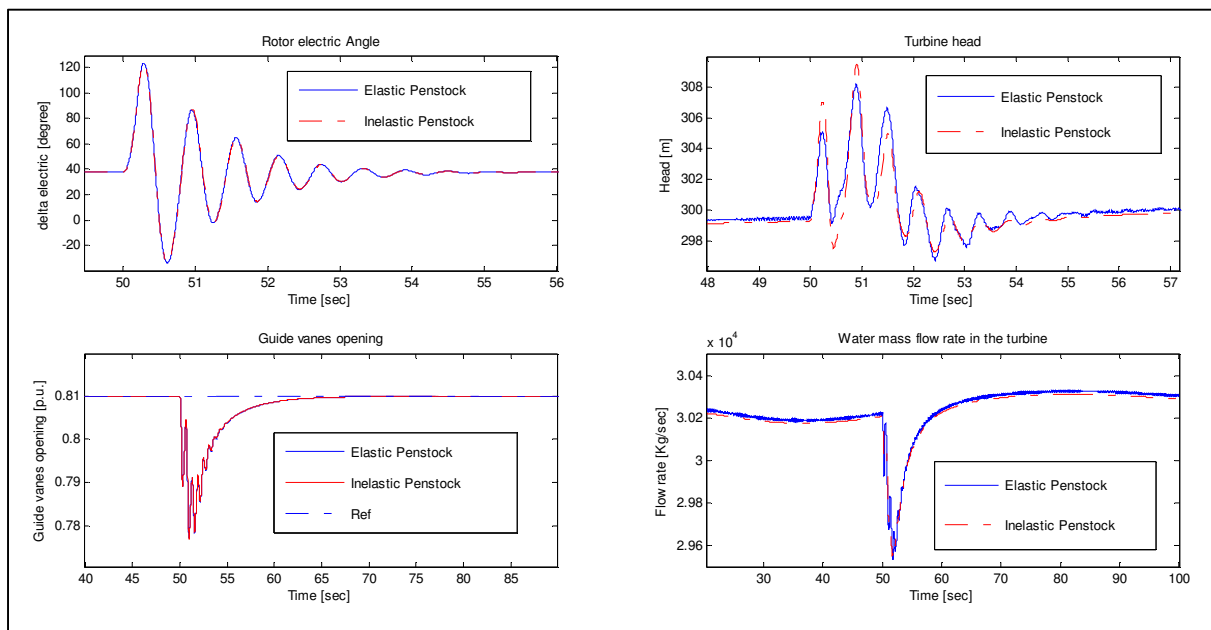 Rotor electric Angle
delta electric [degree]
120
100
80
60
40
20
0
-20
50
51
52
53
54
55
56
Time [sec]
Elastic Penstock
Inelastic Penstock
Turbine head
Head [m]
308
306
304
302
300
298
48
49
50
51
52
53
54
55
56
57
Time [sec]
Elastic Penstock
Inelastic Penstock
Guide vanes opening
Guide vanes opening [p.u.]
0.81
0.8
0.79
0.78
40
45
50
55
60
65
70
75
80
85
Time [sec]
Elastic Penstock
Inelastic Penstock
Ref
Water mass flow rate in the turbine
x 10^4
Flow rate [Kg/sec]
3.04
3.02
3
2.98
2.96
30
40
50
60
70
80
90
100
Time [sec]
Elastic Penstock
Inelastic Penstock